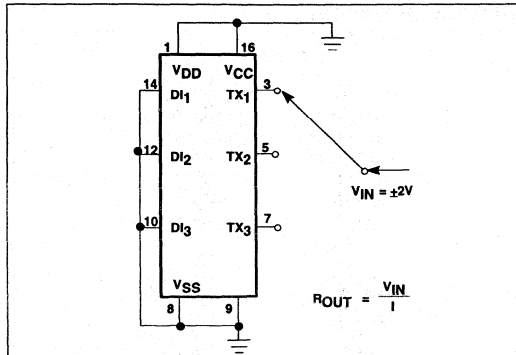 1 16
VDD VCC
14 DI1 TX1 3
12 DI2 TX2 5
VIN = ±2V
10 DI3 TX3 7
VSS
ROUT = VIN / I
8 9